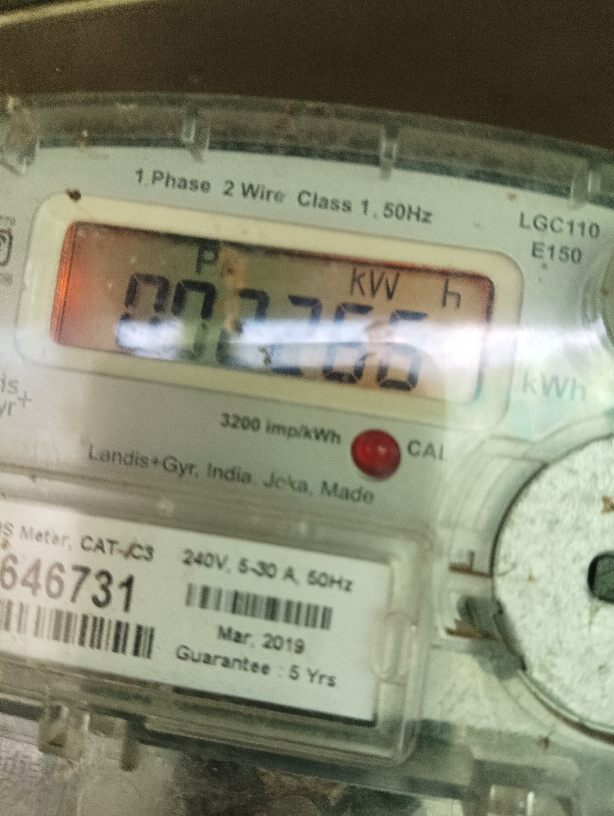 1 Phase 2 Wire Class 1, 50Hz
LGC110
E150
P
kW h
kWh
3200 imp/kWh
CAL
Landis+Gyr, India. Joka, Made
Meter, CAT-/C3
240V, 5-30 A, 50Hz
646731
Mar, 2019
Guarantee : 5 Yrs